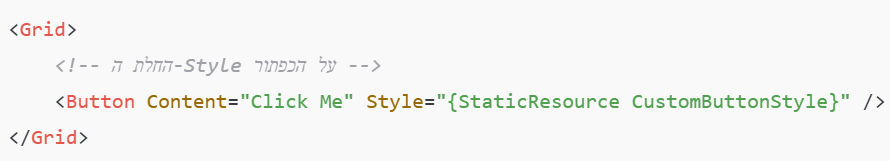 <Grid>
    <!-- החלת ה-Style על הכפתור -->
    <Button Content="Click Me" Style="{StaticResource CustomButtonStyle}" />
</Grid>